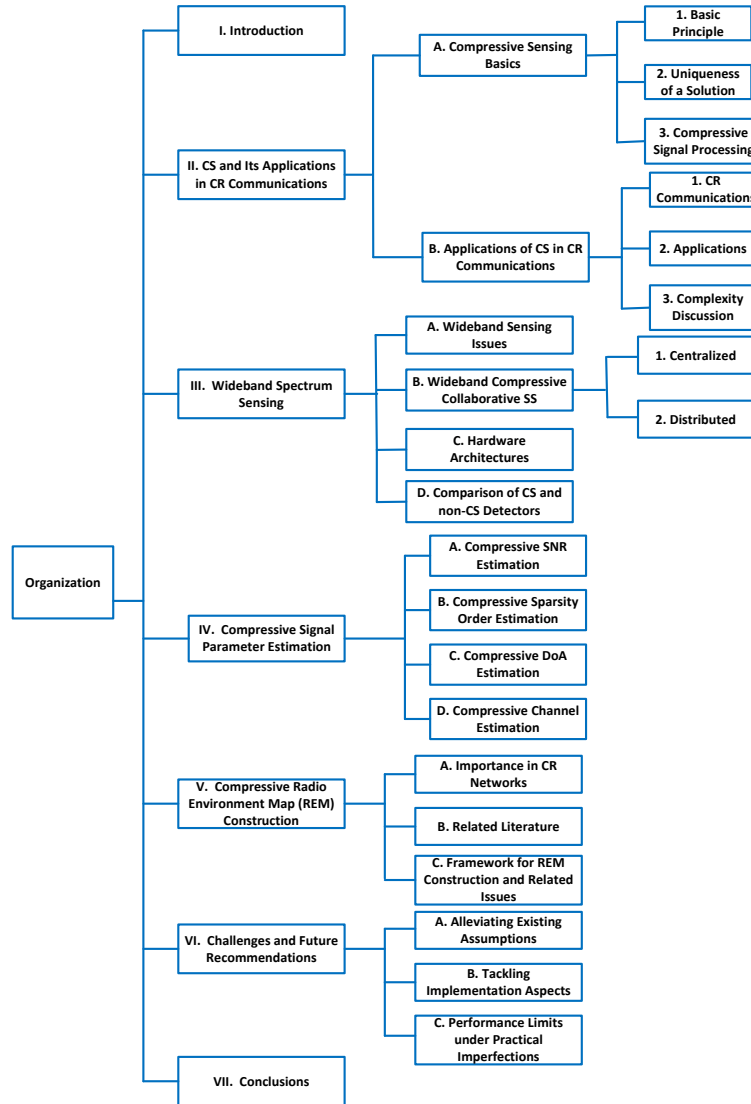 Organization
I. Introduction
II. CS and Its Applications
in CR Communications
A. Compressive Sensing
Basics
1. Basic
Principle
2. Uniqueness
of a Solution
3. Compressive
Signal Processing
B. Applications of CS in CR
Communications
1. CR
Communications
2. Applications
3. Complexity
Discussion
III. Wideband Spectrum
Sensing
A. Wideband Sensing
Issues
B. Wideband Compressive
Collaborative SS
1. Centralized
2. Distributed
C. Hardware
Architectures
D. Comparison of CS and
non-CS Detectors
IV. Compressive Signal
Parameter Estimation
A. Compressive SNR
Estimation
B. Compressive Sparsity
Order Estimation
C. Compressive DoA
Estimation
D. Compressive Channel
Estimation
V. Compressive Radio
Environment Map (REM)
Construction
A. Importance in CR
Networks
B. Related Literature
C. Framework for REM
Construction and Related
Issues
VI. Challenges and Future
Recommendations
A. Alleviating Existing
Assumptions
B. Tackling
Implementation Aspects
C. Performance Limits
under Practical
Imperfections
VII. Conclusions